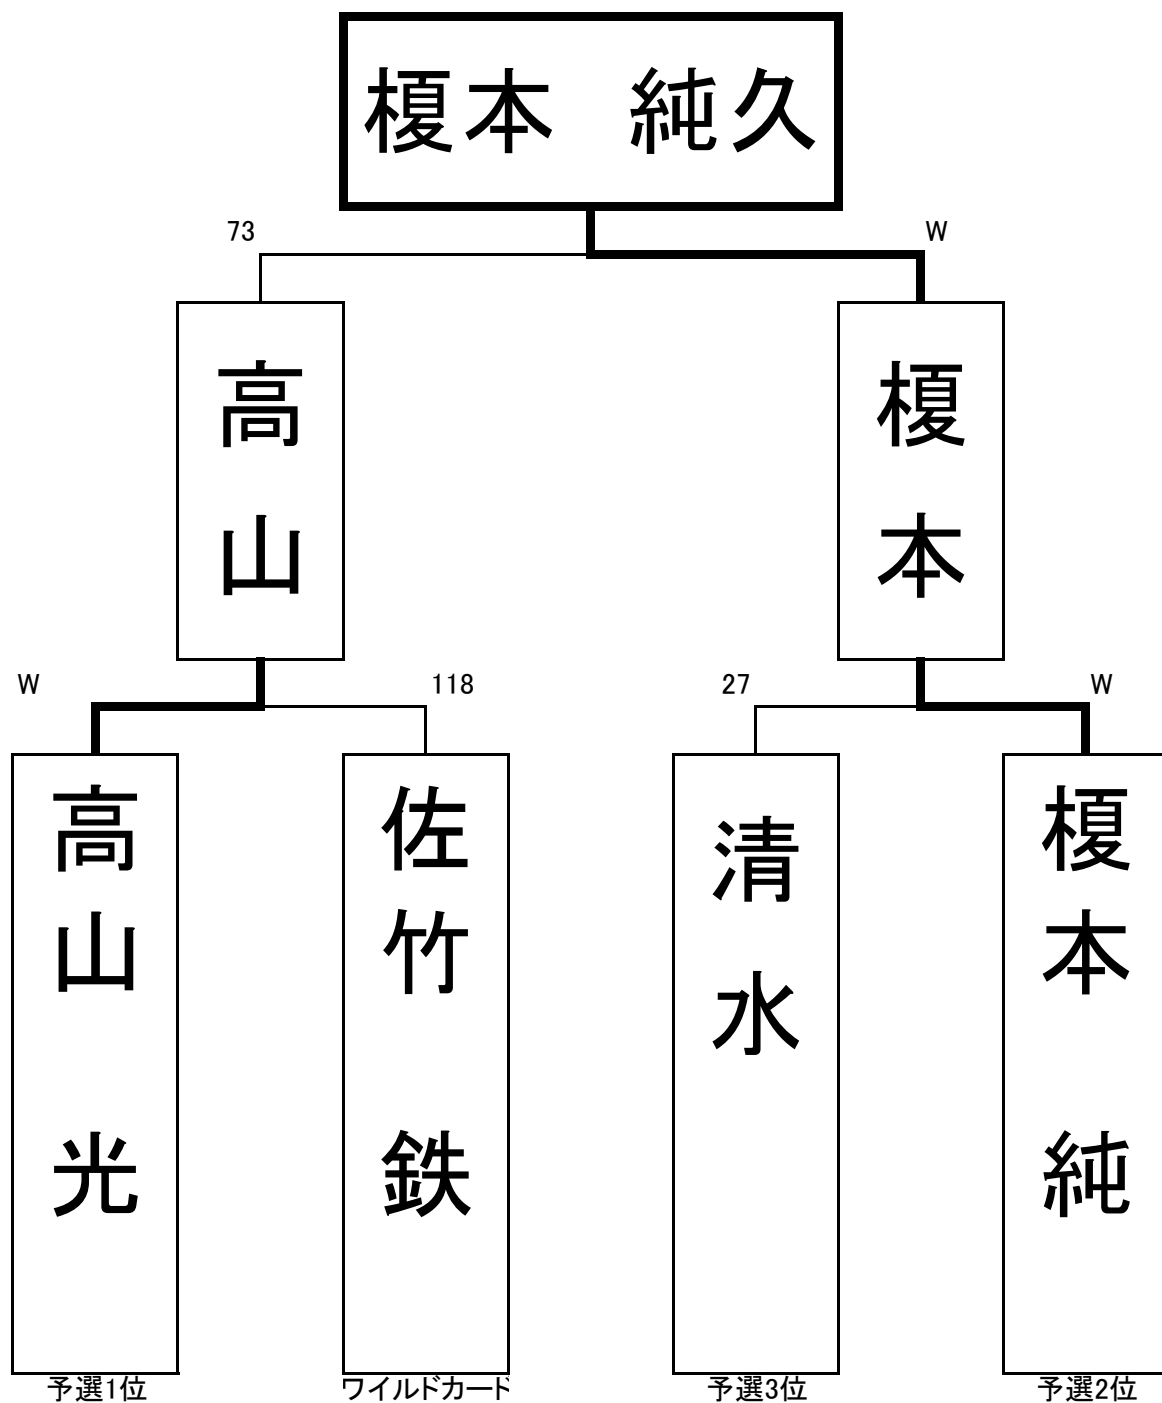 榎本　純久
73
W
高山
榎本
W
118
27
W
高山　光
佐竹　鉄
清水
榎本　純
予選1位
ワイルドカード
予選3位
予選2位